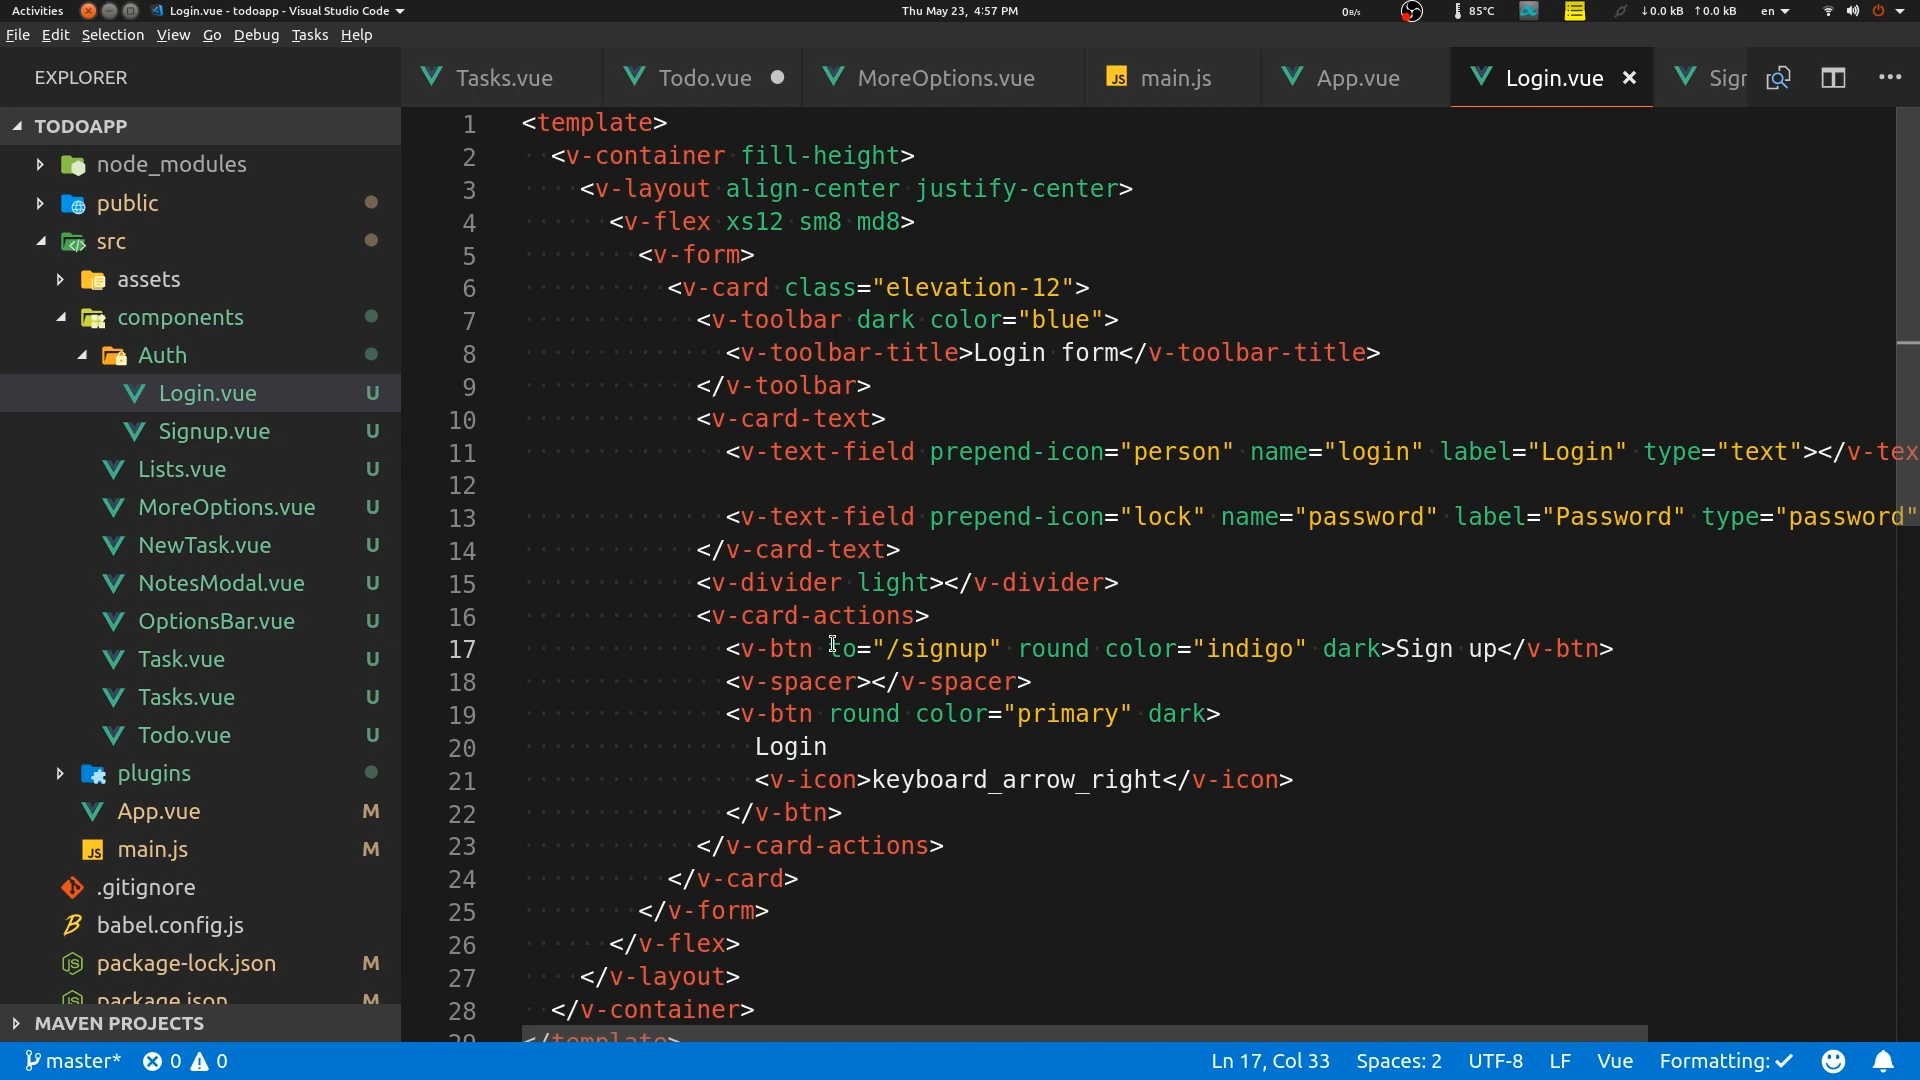 Activities
Login.vue - todoapp - Visual Studio Code
Thu May 23, 4:57 PM
0B/s
85°C
↓0.0 kB ↑0.0 kB
en
File Edit Selection View Go Debug Tasks Help
EXPLORER
Tasks.vue
Todo.vue
MoreOptions.vue
JS main.js
App.vue
Login.vue
Sigr
TODOAPP
node_modules
public
src
assets
components
Auth
Login.vue U
Signup.vue U
Lists.vue U
MoreOptions.vue U
NewTask.vue U
NotesModal.vue U
OptionsBar.vue U
Task.vue U
Tasks.vue U
Todo.vue U
plugins
App.vue M
JS main.js M
.gitignore
babel.config.js
package-lock.json M
package.json M
MAVEN PROJECTS
1 <template>
2 <v-container fill-height>
3 <v-layout align-center justify-center>
4 <v-flex xs12 sm8 md8>
5 <v-form>
6 <v-card class="elevation-12">
7 <v-toolbar dark color="blue">
8 <v-toolbar-title>Login form</v-toolbar-title>
9 </v-toolbar>
10 <v-card-text>
11 <v-text-field prepend-icon="person" name="login" label="Login" type="text"></v-tex
12
13 <v-text-field prepend-icon="lock" name="password" label="Password" type="password"
14 </v-card-text>
15 <v-divider light></v-divider>
16 <v-card-actions>
17 <v-btn to="/signup" round color="indigo" dark>Sign up</v-btn>
18 <v-spacer></v-spacer>
19 <v-btn round color="primary" dark>
20 Login
21 <v-icon>keyboard_arrow_right</v-icon>
22 </v-btn>
23 </v-card-actions>
24 </v-card>
25 </v-form>
26 </v-flex>
27 </v-layout>
28 </v-container>
29 </template>
master* 0 0
Ln 17, Col 33 Spaces: 2 UTF-8 LF Vue Formatting: ✓